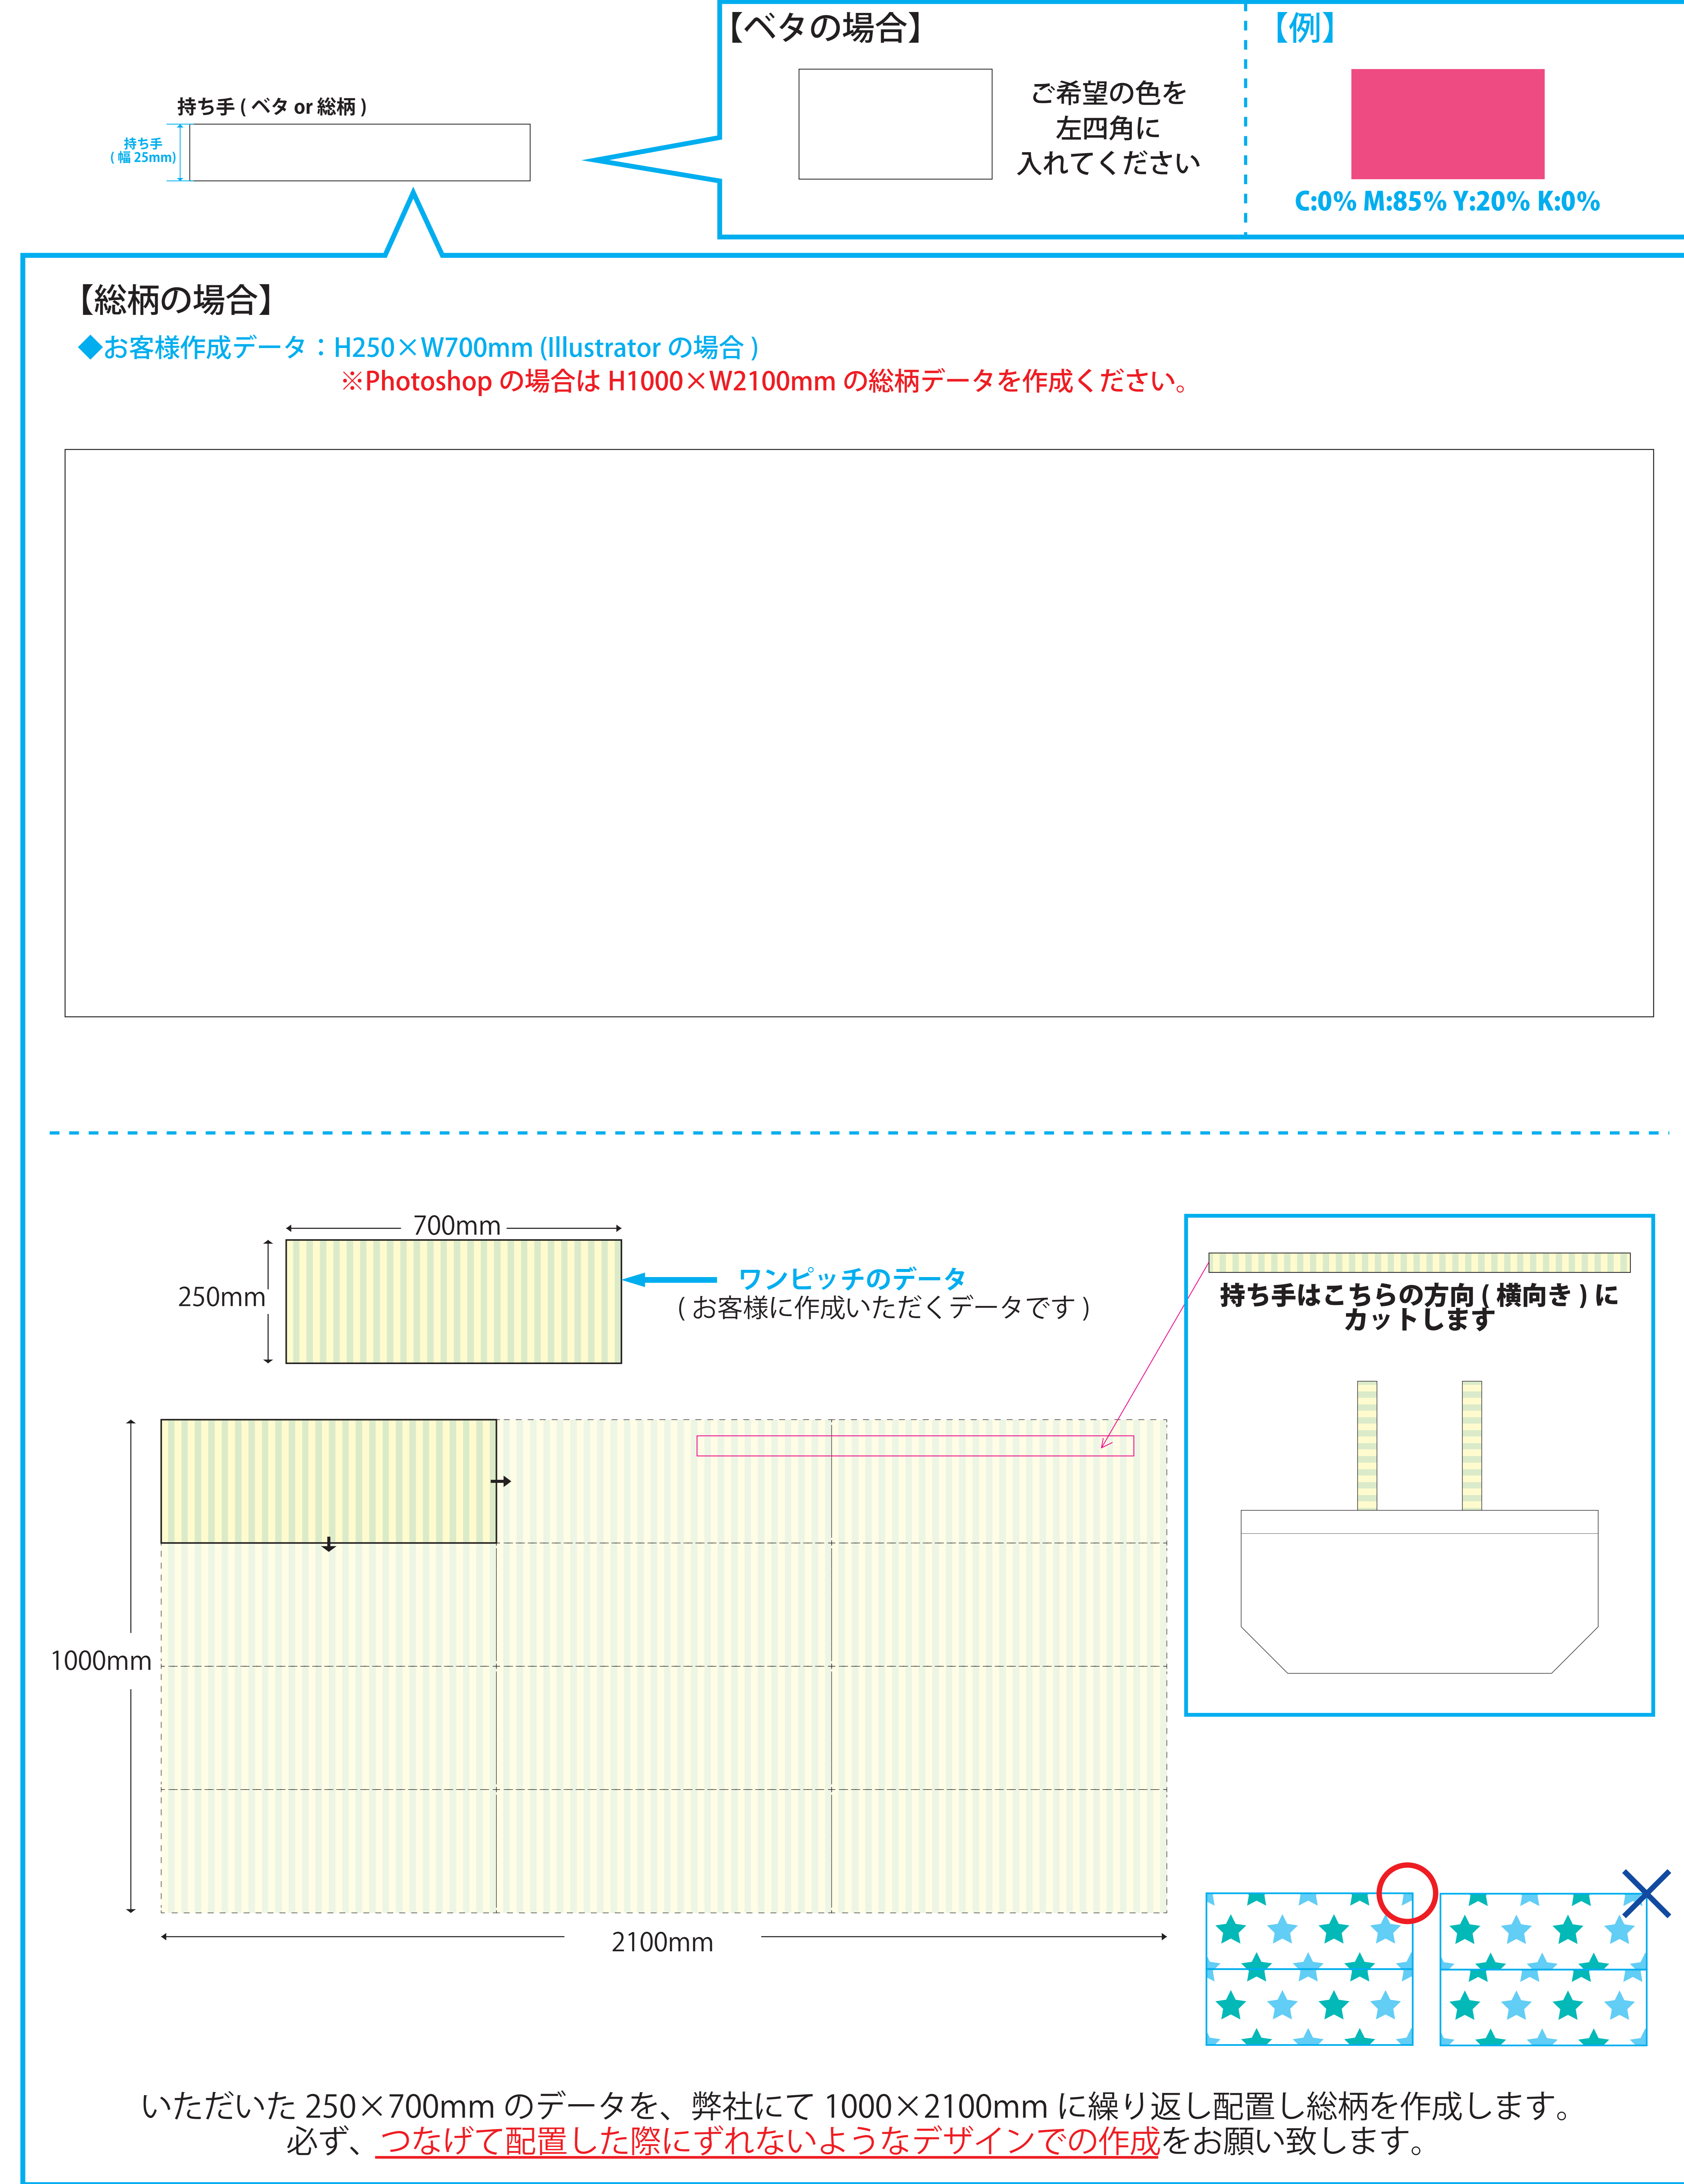 【ベタの場合】
ご希望の色を
左四角に
入れてください
【例】
C:0% M:85% Y:20% K:0%
持ち手 ( ベタ or 総柄 )
持ち手
( 幅 25mm)
【総柄の場合】
◆お客様作成データ：H250×W700mm (Illustrator の場合 )
※Photoshop の場合は H1000×W2100mm の総柄データを作成ください。
700mm
250mm
ワンピッチのデータ
( お客様に作成いただくデータです )
持ち手はこちらの方向 ( 横向き ) に
カットします
1000mm
2100mm
いただいた 250×700mm のデータを、弊社にて 1000×2100mm に繰り返し配置し総柄を作成します。
必ず、つなげて配置した際にずれないようなデザインでの作成をお願い致します。